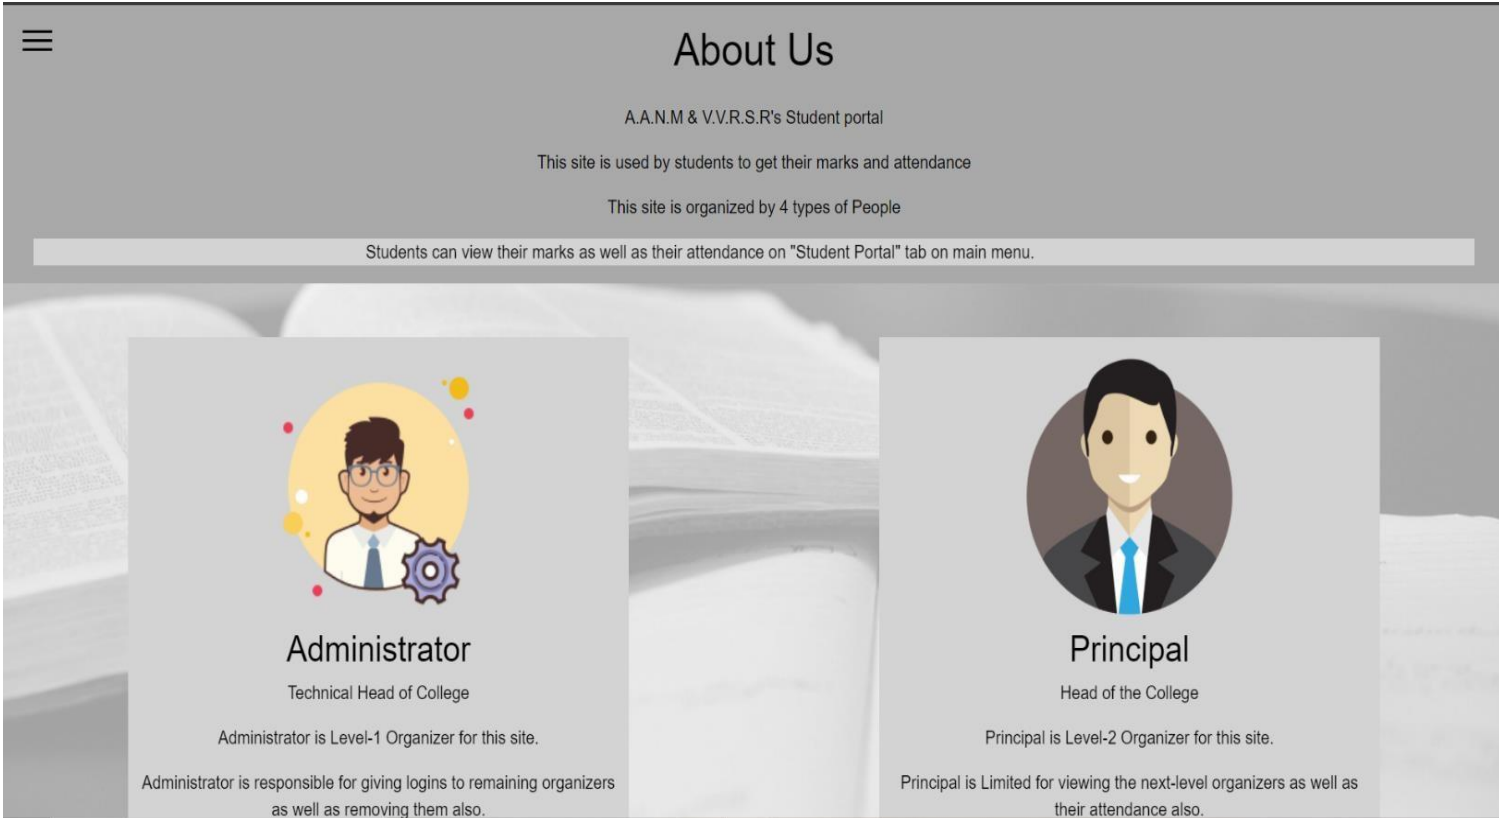 About Us
A.A.N.M & V.V.R.S.R's Student portal
This site is used by students to get their marks and attendance
This site is organized by 4 types of People
Students can view their marks as well as their attendance on "Student Portal" tab on main menu.
Administrator
Technical Head of College
Administrator is Level-1 Organizer for this site.
Administrator is responsible for giving logins to remaining organizers
as well as removing them also.
Principal
Head of the College
Principal is Level-2 Organizer for this site.
Principal is Limited for viewing the next-level organizers as well as
their attendance also.